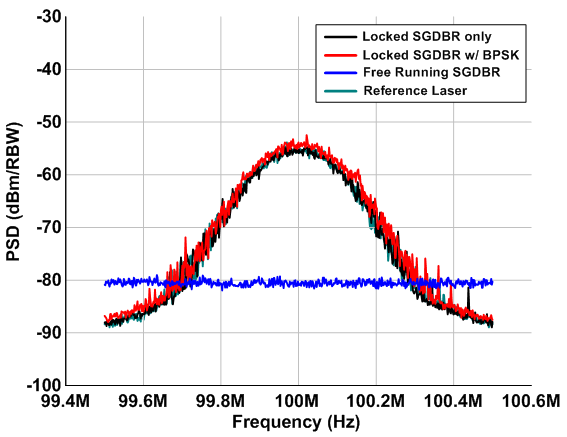 -30
-40
-50
-60
-70
-80
-90
-100
PSD (dBm/RBW)
Locked SGDBR only
Locked SGDBR w/ BPSK
Free Running SGDBR
Reference Laser
99.4M 99.6M 99.8M 100M 100.2M 100.4M 100.6M
Frequency (Hz)